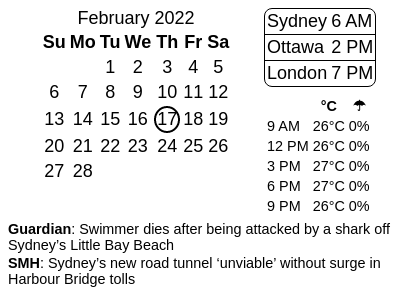 February 2022
Su Mo Tu We Th Fr Sa
1 2 3 4 5
6 7 8 9 10 11 12
13 14 15 16 17 18 19
20 21 22 23 24 25 26
27 28
Sydney 6 AM
Ottawa 2 PM
London 7 PM
°C ☂
9 AM 26°C 0%
12 PM 26°C 0%
3 PM 27°C 0%
6 PM 27°C 0%
9 PM 26°C 0%
Guardian: Swimmer dies after being attacked by a shark off
Sydney’s Little Bay Beach
SMH: Sydney’s new road tunnel ‘unviable’ without surge in
Harbour Bridge tolls